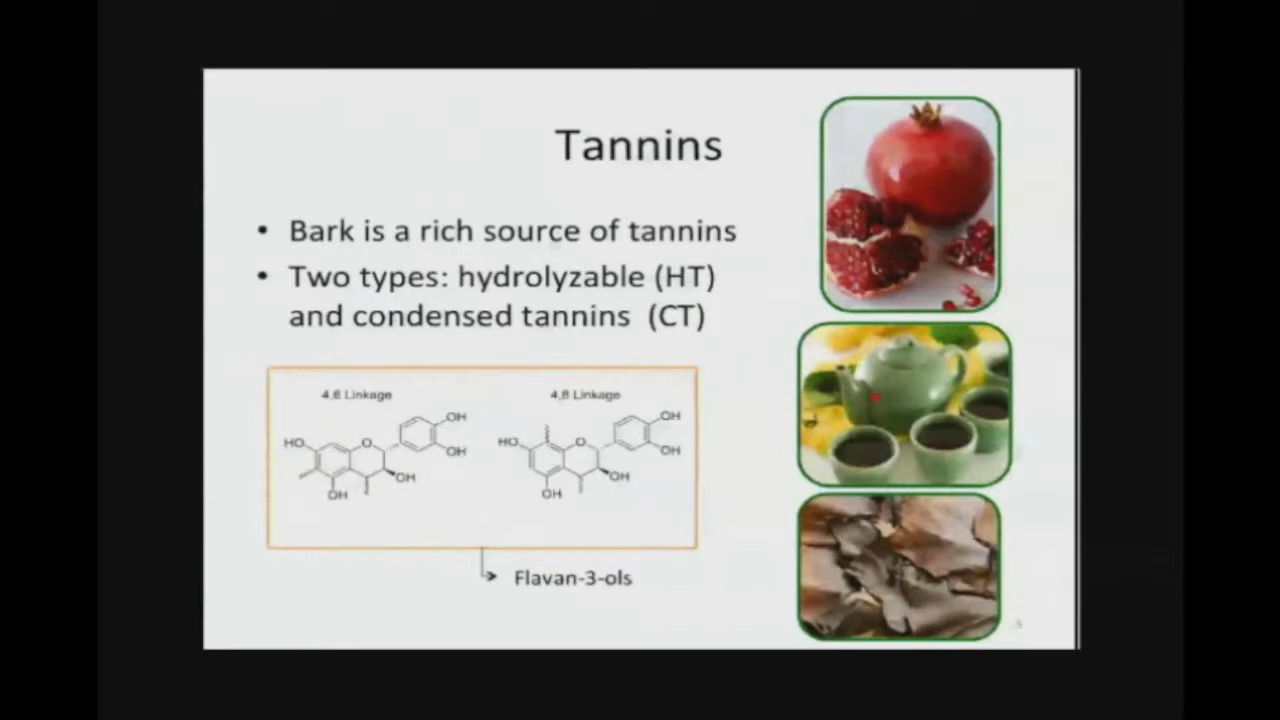 Tannins
• Bark is a rich source of tannins
• Two types: hydrolyzable (HT)
and condensed tannins (CT)
4,6 Linkage
4,8 Linkage
OH
HO
O
OH
OH
OH
OH
HO
O
OH
OH
OH
Flavan-3-ols